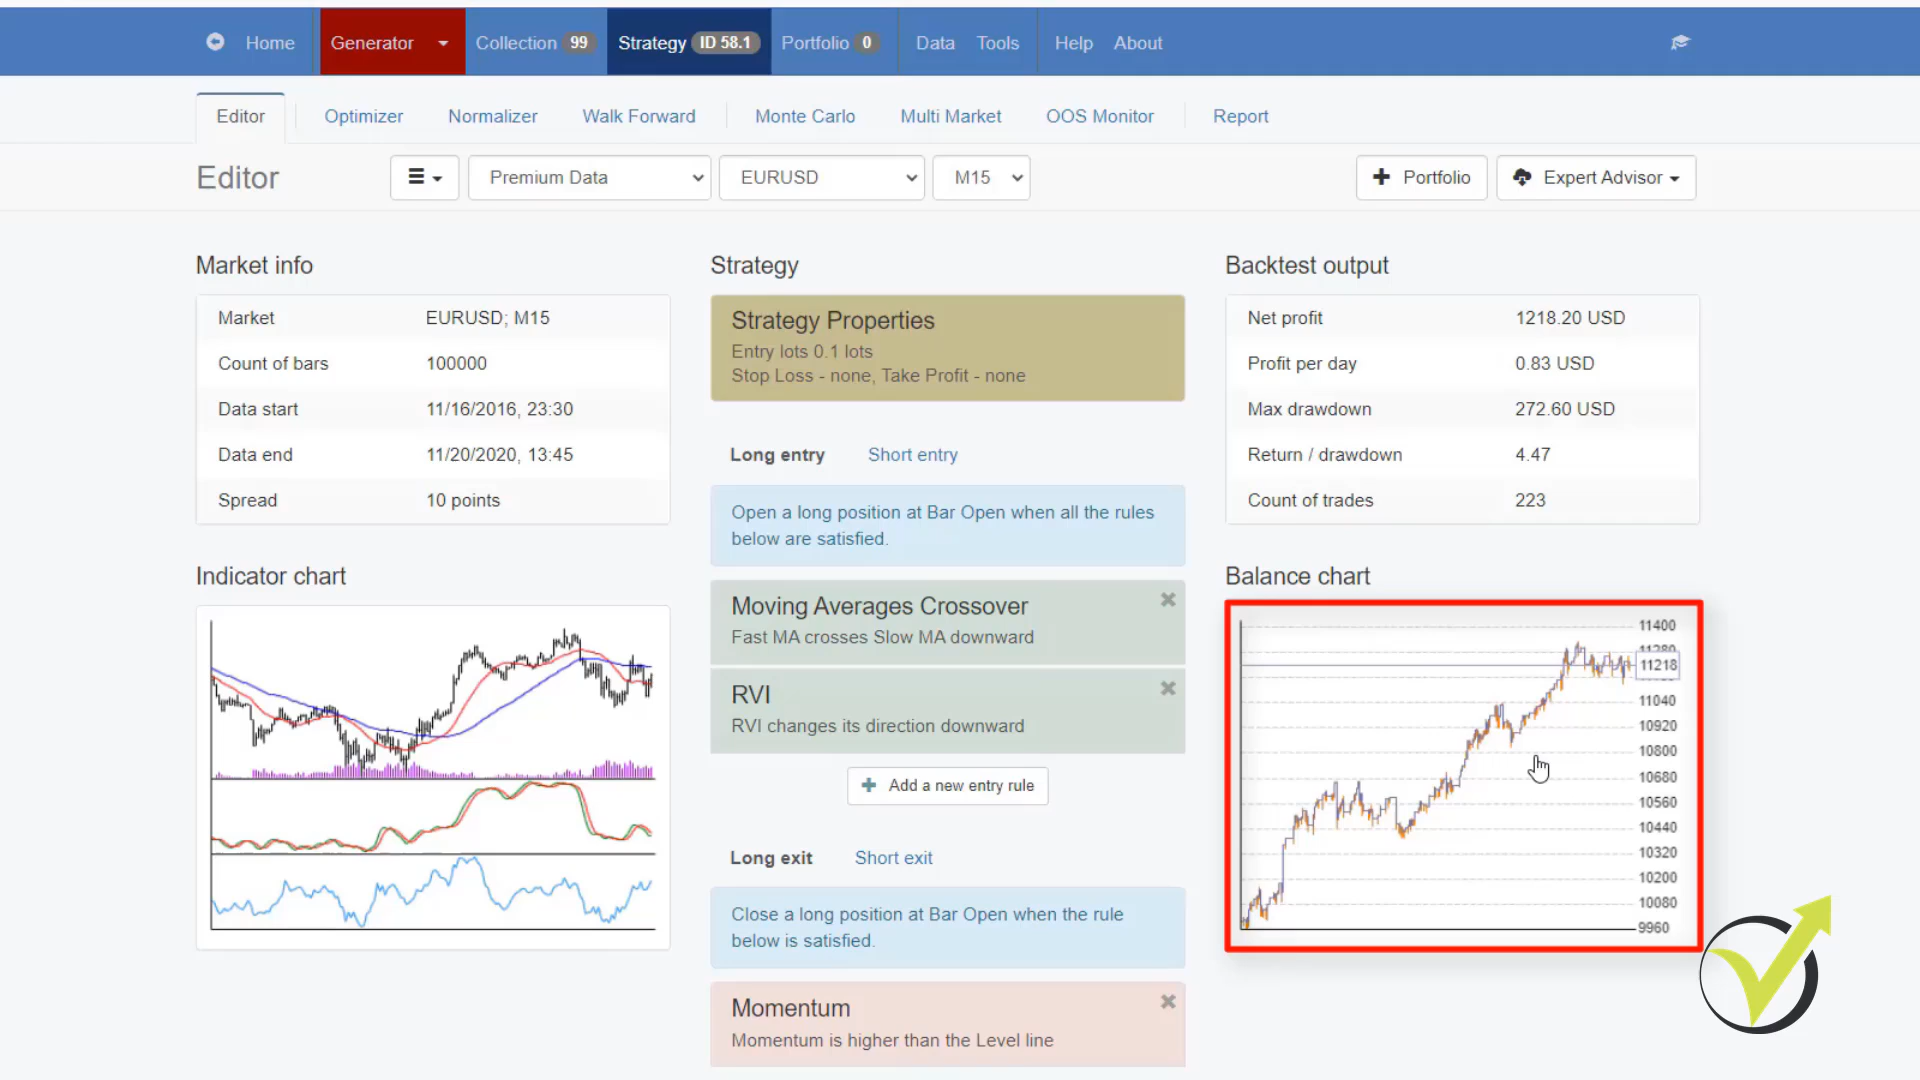 Home
Generator
Collection 99
Strategy ID 58.1
Portfolio 0
Data
Tools
Help
About
Editor
Optimizer
Normalizer
Walk Forward
Monte Carlo
Multi Market
OOS Monitor
Report
Editor
Premium Data
EURUSD
M15
Portfolio
Expert Advisor
Market info
Market EURUSD; M15
Count of bars 100000
Data start 11/16/2016, 23:30
Data end 11/20/2020, 13:45
Spread 10 points
Indicator chart
Strategy
Strategy Properties
Entry lots 0.1 lots
Stop Loss - none, Take Profit - none
Long entry Short entry
Open a long position at Bar Open when all the rules
below are satisfied.
Moving Averages Crossover
Fast MA crosses Slow MA downward
RVI
RVI changes its direction downward
Add a new entry rule
Long exit Short exit
Close a long position at Bar Open when the rule
below is satisfied.
Momentum
Momentum is higher than the Level line
Backtest output
Net profit 1218.20 USD
Profit per day 0.83 USD
Max drawdown 272.60 USD
Return / drawdown 4.47
Count of trades 223
Balance chart
11400
11280
11218
11040
10920
10800
10680
10560
10440
10320
10200
10080
9960